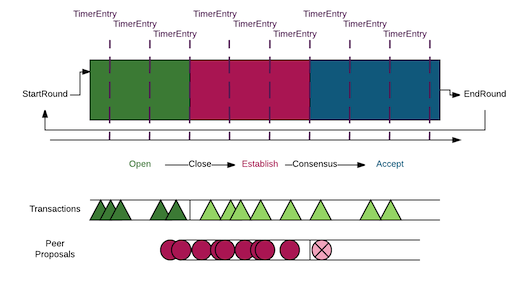 TimerEntry TimerEntry TimerEntry
TimerEntry TimerEntry TimerEntry
TimerEntry TimerEntry TimerEntry
StartRound EndRound
Open Close Establish Consensus Accept
Transactions
Peer
Proposals